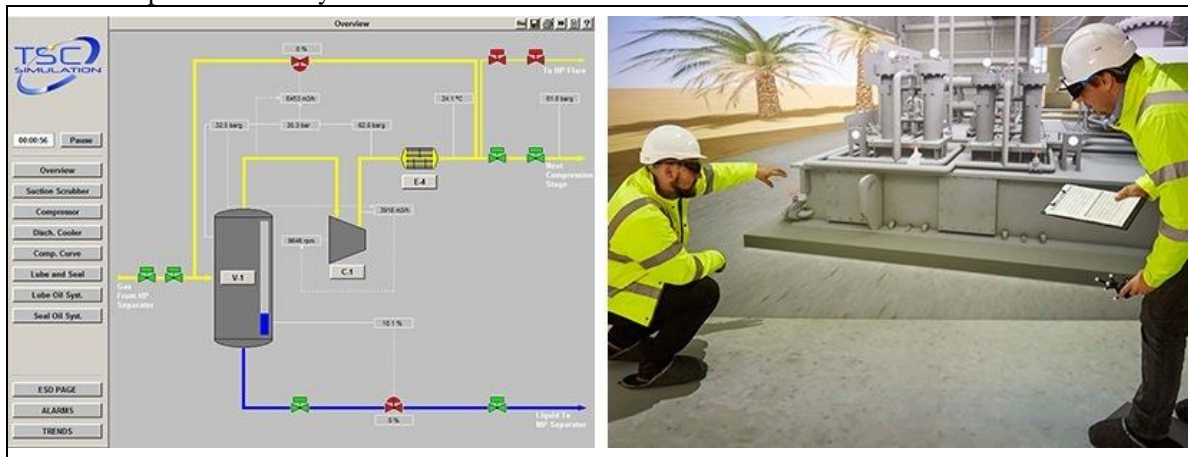 Overview
TSC
SIMULATION
00:00:56
Pause
Overview
Suction Scrubber
Compressor
Disch. Cooler
Comp. Curve
Lube and Seal
Lube Oil Syst.
Seal Oil Syst.
ESD PAGE
ALARMS
TRENDS
0 %
To HP Flare
6453 m3/h
24.1 °C
61.8 barg
32.0 barg
30.3 bar
62.6 barg
Next
Compression
Stage
E-4
3918 m3/h
9646 rpm
C-1
V-1
Gas
From HP
Separator
10.1 %
Liquid To
MP Separator
0 %